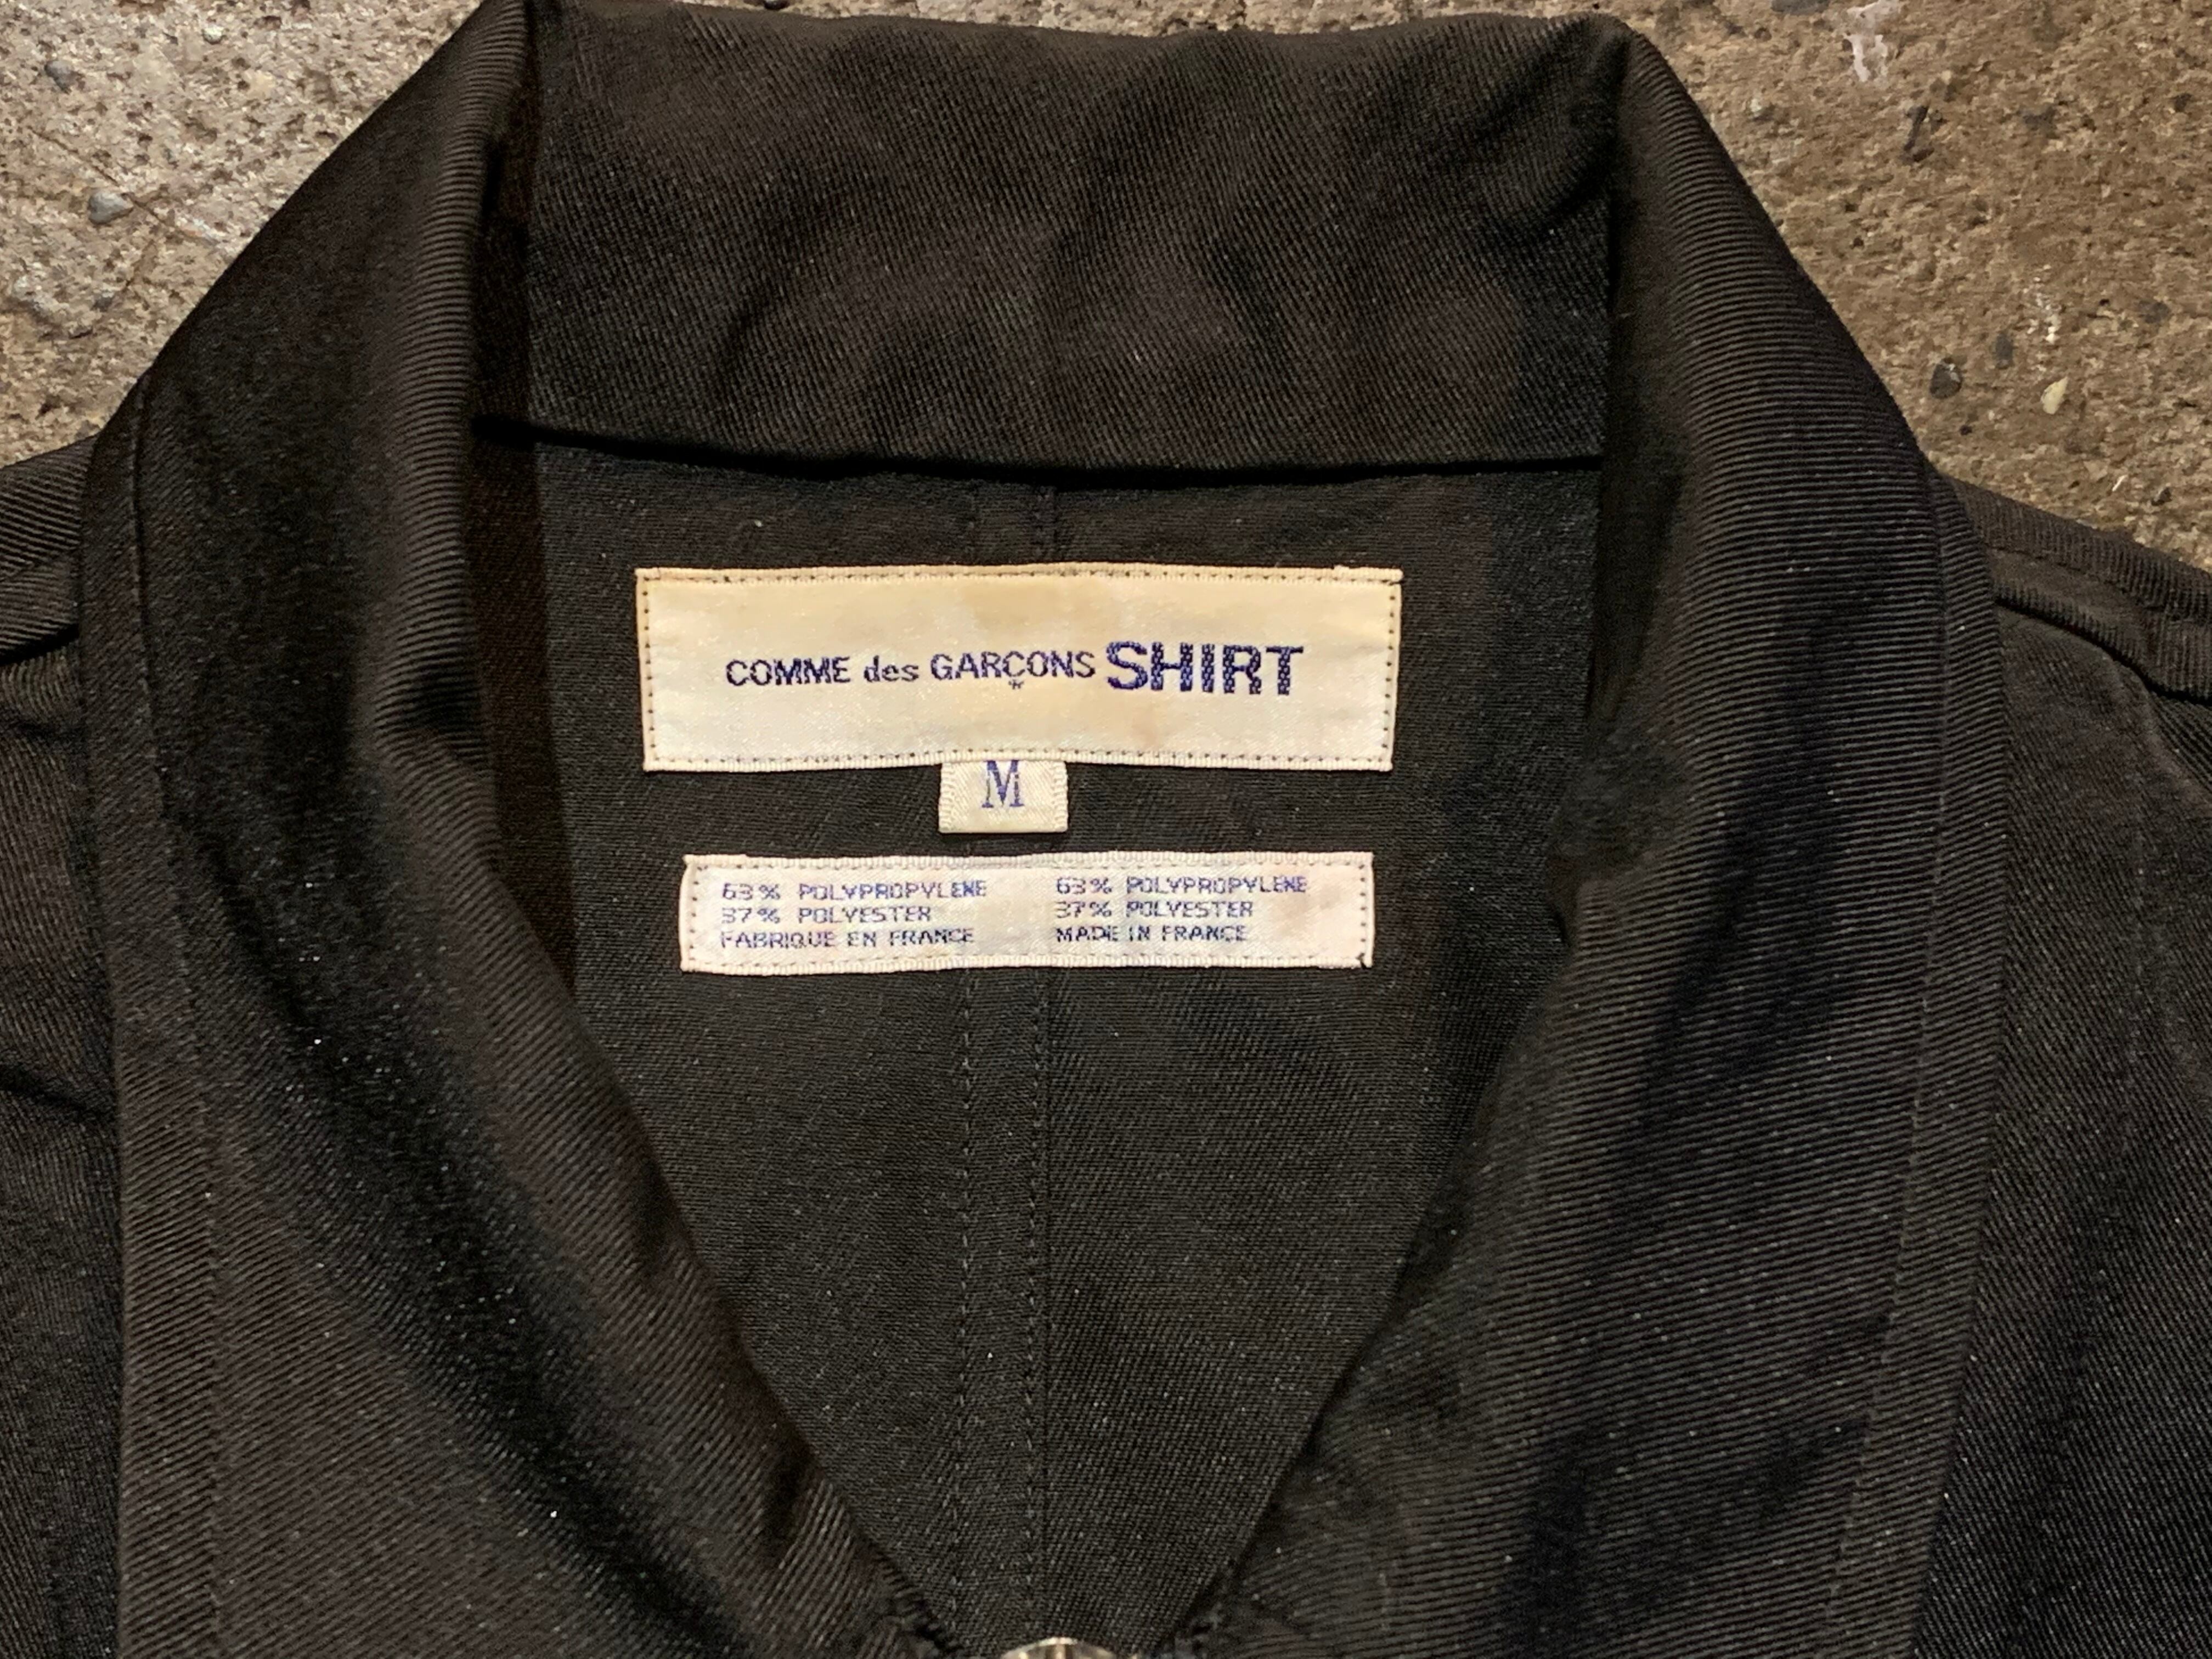 COMME des GARÇONS SHIRT
M
63% POLYPROPYLENE
37% POLYESTER
FABRIQUE EN FRANCE
63% POLYPROPYLENE
37% POLYESTER
MADE IN FRANCE